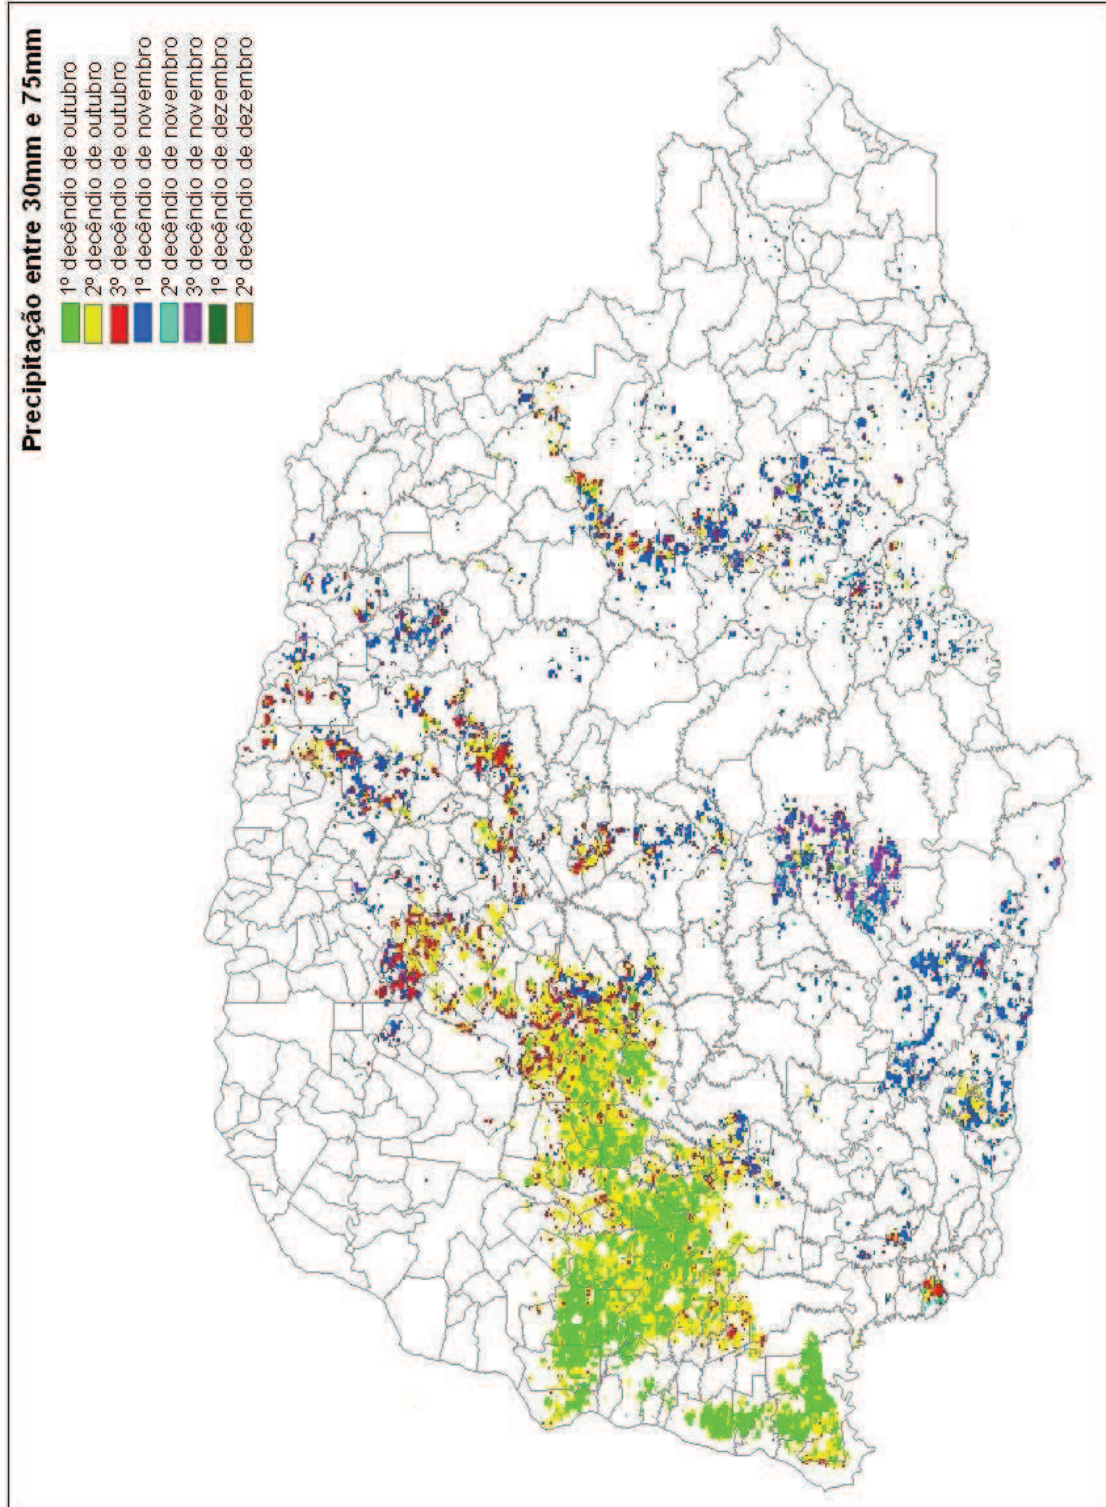 Precipitação entre 30mm e 75mm
1º decêndio de outubro
2º decêndio de outubro
3º decêndio de outubro
1º decêndio de novembro
2º decêndio de novembro
3º decêndio de novembro
1º decêndio de dezembro
2º decêndio de dezembro